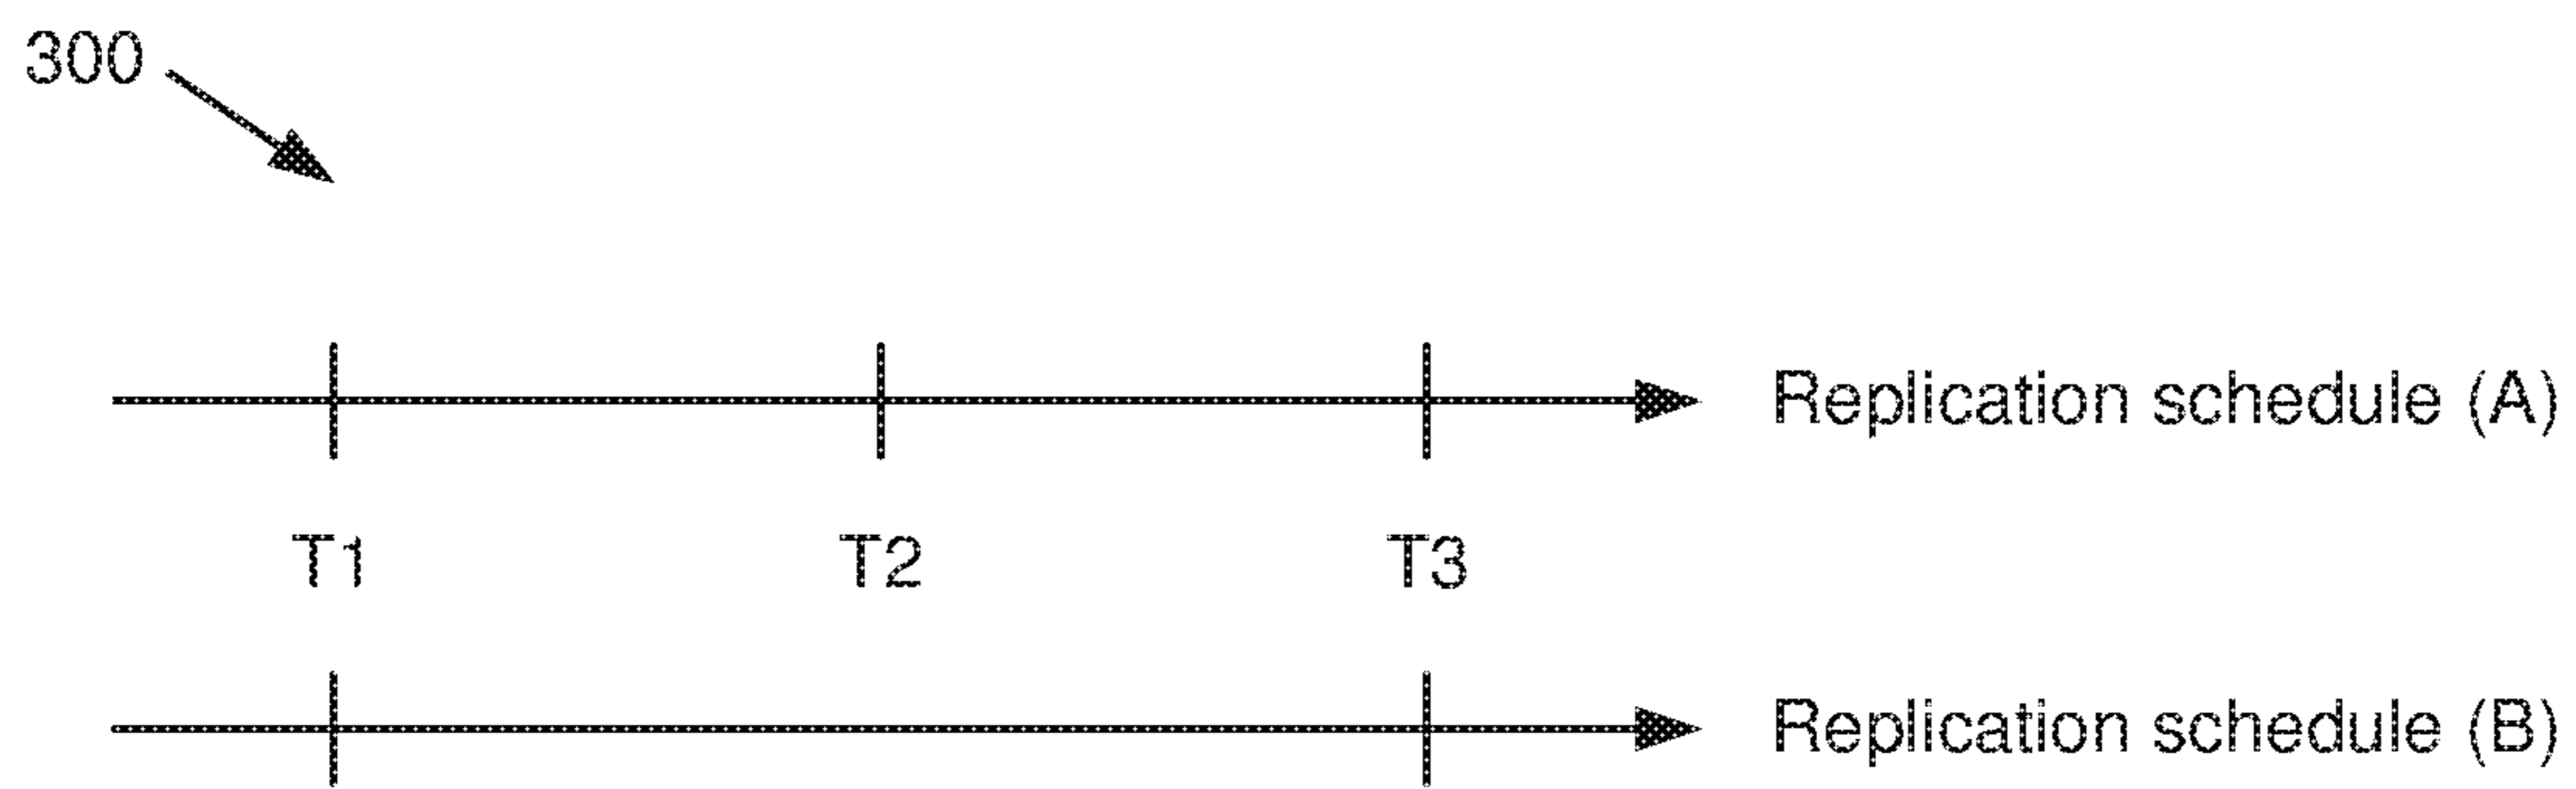 300
Replication schedule (A)
T1 T2 T3
Replication schedule (B)